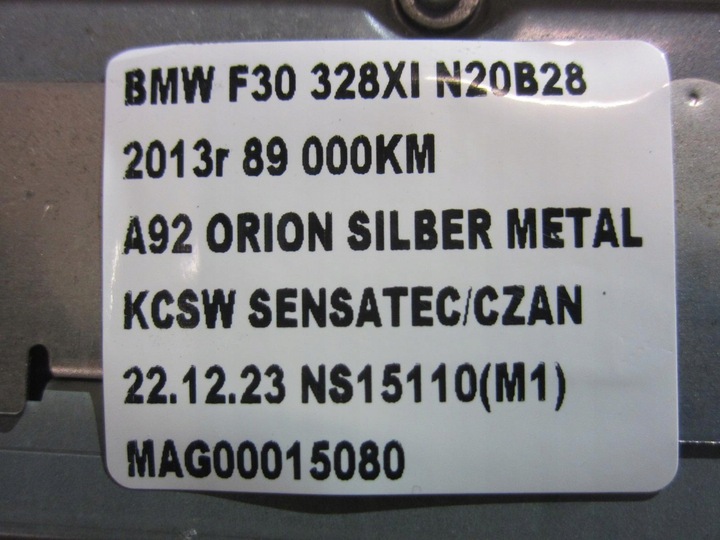 BMW F30 328XI N20B28
2013r 89 000KM
A92 ORION SILBER METAL
KCSW SENSATEC/CZAN
22.12.23 NS15110(M1)
MAG00015080